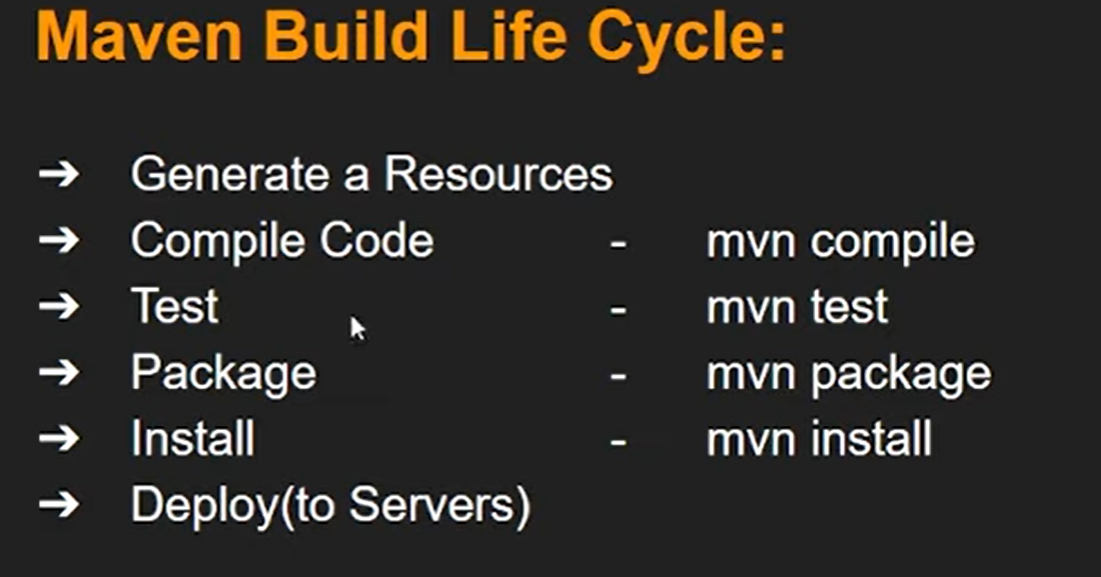 Maven Build Life Cycle:
➔ Generate a Resources
➔ Compile Code - mvn compile
➔ Test - mvn test
➔ Package - mvn package
➔ Install - mvn install
➔ Deploy(to Servers)